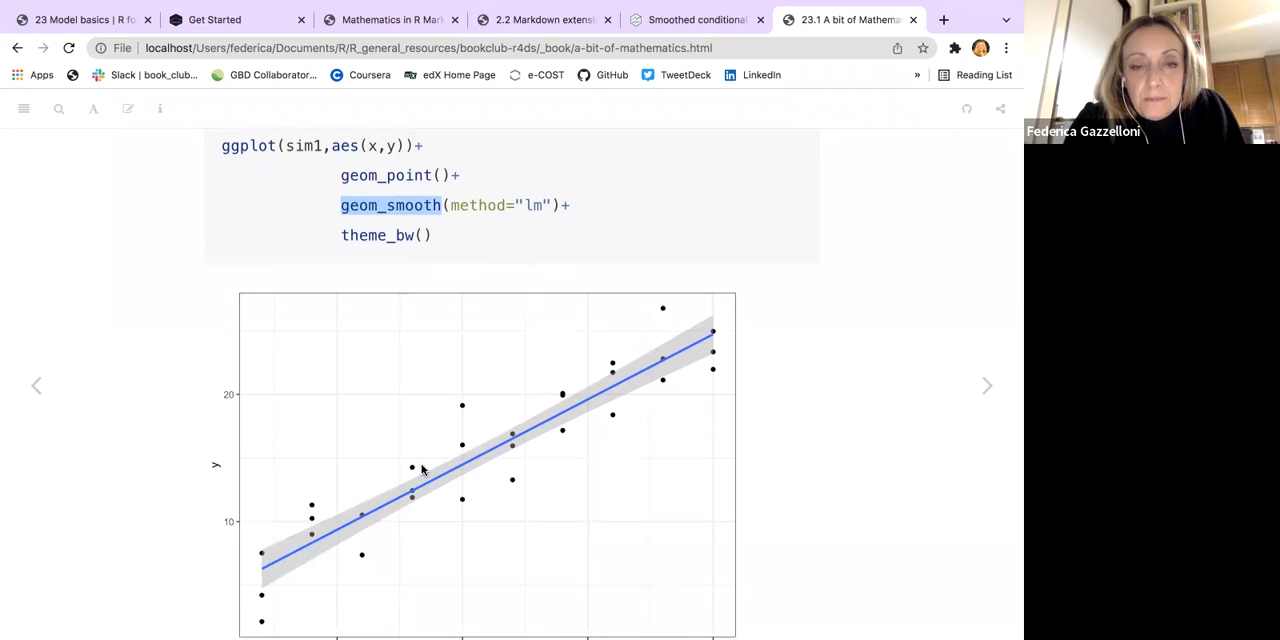 23 Model basics | R fo
Get Started
Mathematics in R Mar
2.2 Markdown extens
Smoothed conditional
23.1 A bit of Mathema
File
localhost/Users/federica/Documents/R/R_general_resources/bookclub-r4ds/_book/a-bit-of-mathematics.html
Apps
Slack | book_club...
GBD Collaborator...
Coursera
edX Home Page
e-COST
GitHub
TweetDeck
LinkedIn
»
Reading List
A
i
Federica Gazzelloni
ggplot(sim1,aes(x,y))+
geom_point()+
geom_smooth(method="lm")+
theme_bw()
20
y
10